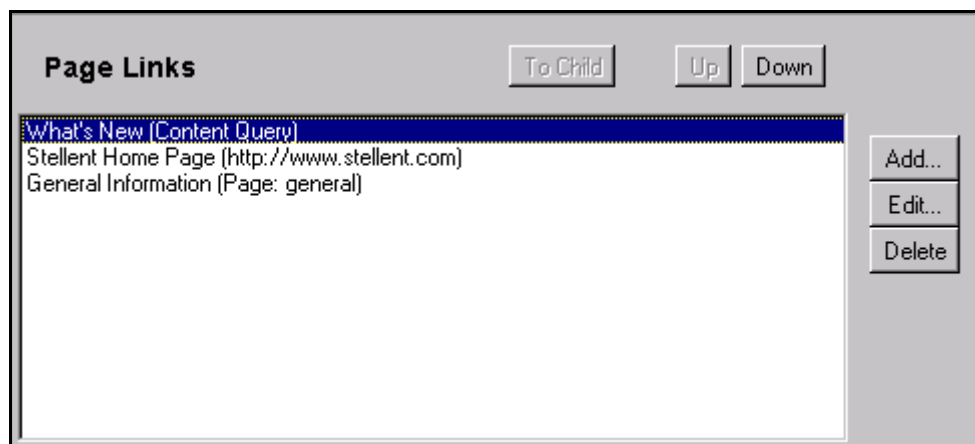 Page Links
To Child
Up
Down
What's New (Content Query)
Stellent Home Page (http://www.stellent.com)
General Information (Page: general)
Add...
Edit...
Delete